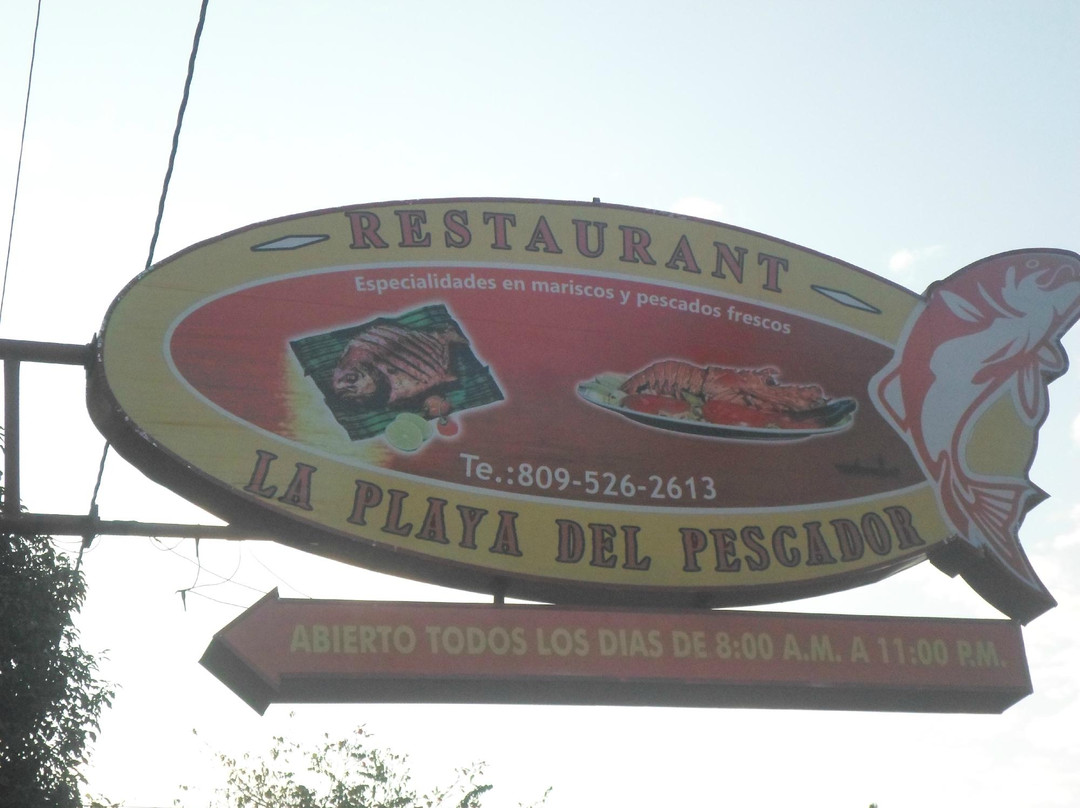 RESTAURANT
Especialidades en mariscos y pescados frescos
Te.:809-526-2613
LA PLAYA DEL PESCADOR
ABIERTO TODOS LOS DIAS DE 8:00 A.M. A 11:00 P.M.